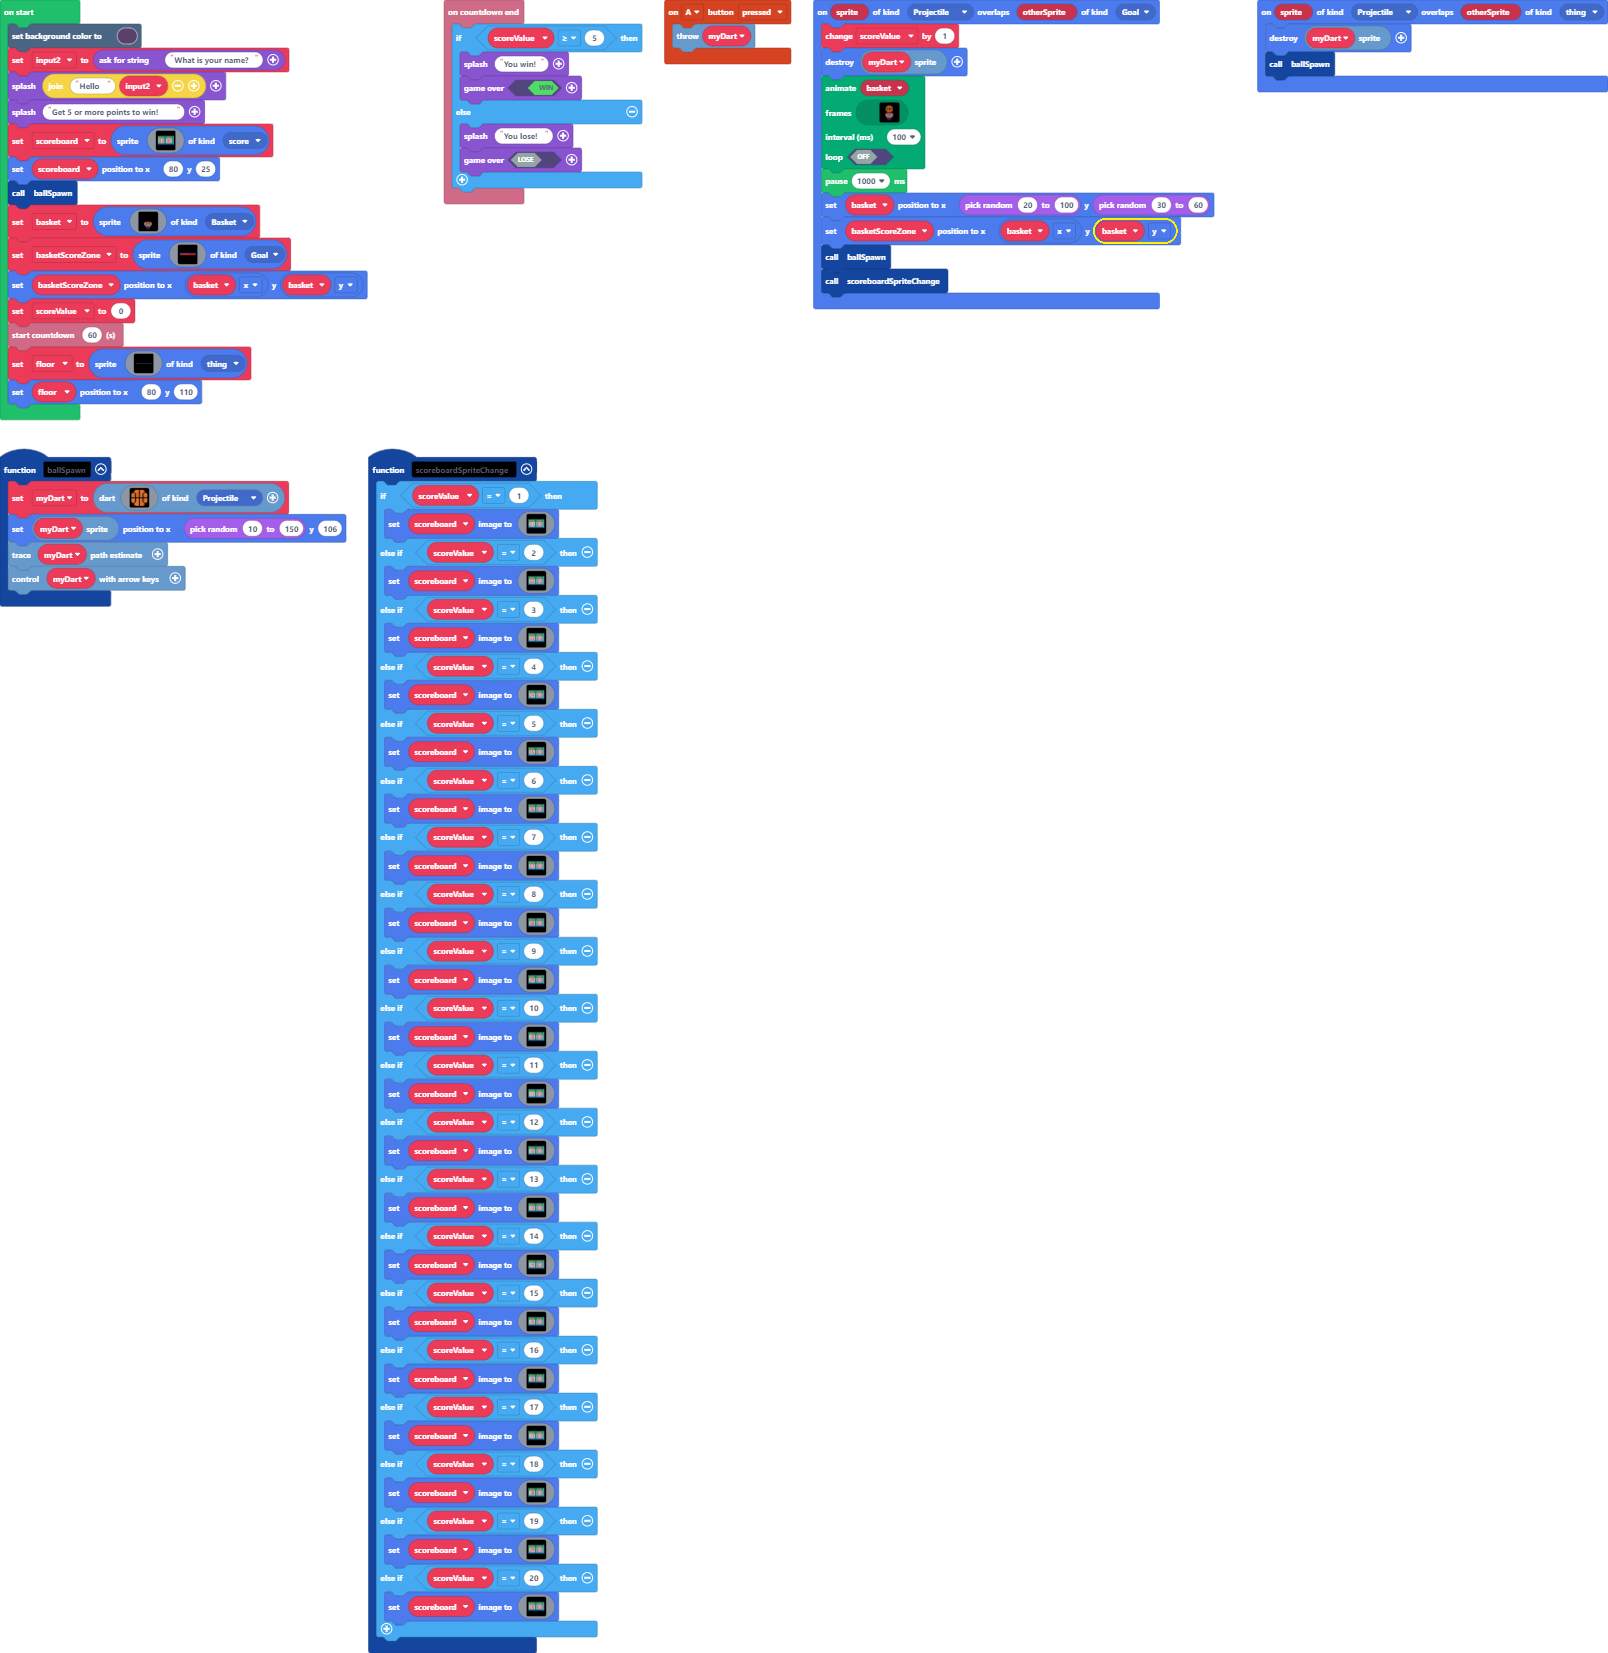 on start
set background color to
set input2 to ask for string "What is your name?"
splash join "Hello" input2
splash "Get 5 or more points to win!"
set scoreboard to sprite of kind score
set scoreboard position to x 80 y 25
call ballSpawn
set basket to sprite of kind Basket
set basketScoreZone to sprite of kind Goal
set basketScoreZone position to x basket x y basket y
set scoreValue to 0
start countdown 60 (s)
set floor to sprite of kind thing
set floor position to x 80 y 110
on countdown end
if scoreValue ≥ 5 then
splash "You win!"
game over WIN
else
splash "You lose!"
game over LOSE
on A button pressed
throw myDart
on sprite of kind Projectile overlaps otherSprite of kind Goal
change scoreValue by 1
destroy myDart sprite
animate basket
frames
interval (ms) 100
loop OFF
pause 1000 ms
set basket position to x pick random 20 to 100 y pick random 30 to 60
set basketScoreZone position to x basket x y basket y
call ballSpawn
call scoreboardSpriteChange
on sprite of kind Projectile overlaps otherSprite of kind thing
destroy myDart sprite
call ballSpawn
function ballSpawn
set myDart to dart of kind Projectile
set myDart sprite position to x pick random 10 to 150 y 106
trace myDart path estimate
control myDart with arrow keys
function scoreboardSpriteChange
if scoreValue = 1 then
set scoreboard image to
else if scoreValue = 2 then
set scoreboard image to
else if scoreValue = 3 then
set scoreboard image to
else if scoreValue = 4 then
set scoreboard image to
else if scoreValue = 5 then
set scoreboard image to
else if scoreValue = 6 then
set scoreboard image to
else if scoreValue = 7 then
set scoreboard image to
else if scoreValue = 8 then
set scoreboard image to
else if scoreValue = 9 then
set scoreboard image to
else if scoreValue = 10 then
set scoreboard image to
else if scoreValue = 11 then
set scoreboard image to
else if scoreValue = 12 then
set scoreboard image to
else if scoreValue = 13 then
set scoreboard image to
else if scoreValue = 14 then
set scoreboard image to
else if scoreValue = 15 then
set scoreboard image to
else if scoreValue = 16 then
set scoreboard image to
else if scoreValue = 17 then
set scoreboard image to
else if scoreValue = 18 then
set scoreboard image to
else if scoreValue = 19 then
set scoreboard image to
else if scoreValue = 20 then
set scoreboard image to